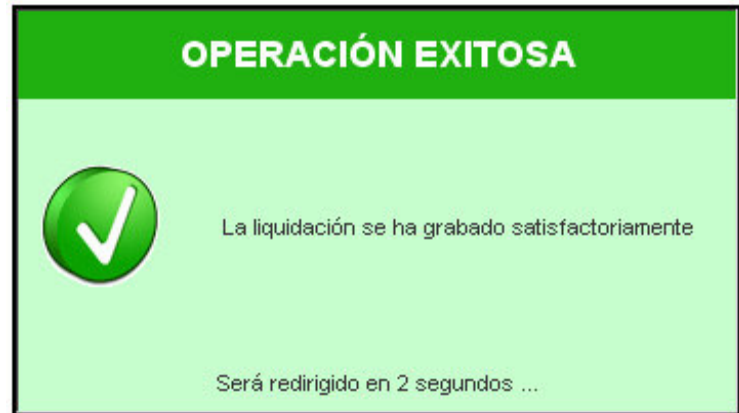 OPERACIÓN EXITOSA
La liquidación se ha grabado satisfactoriamente
Será redirigido en 2 segundos ...